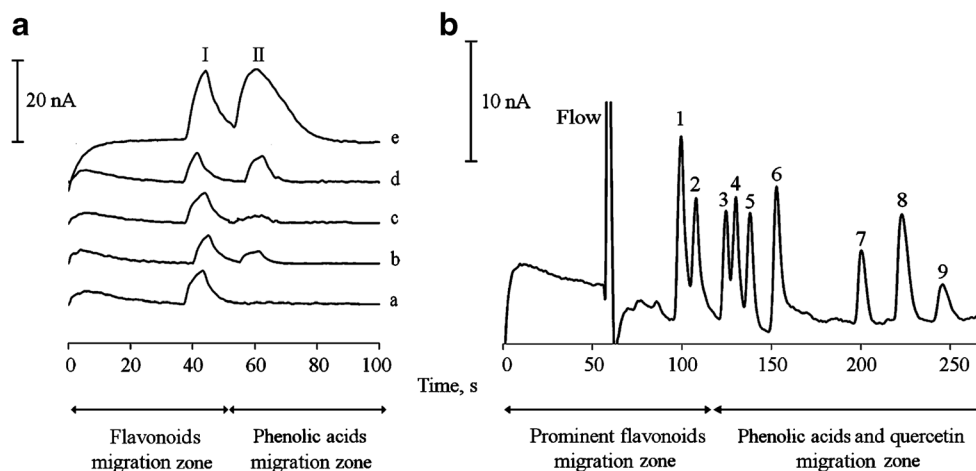 a
I II
20 nA
e
d
c
b
a
0 20 40 60 80 100
Flavonoids
migration zone
Phenolic acids
migration zone
Time, s
b
10 nA
Flow
1
2
3
4
5
6
7
8
9
0 50 100 150 200 250
Prominent flavonoids
migration zone
Phenolic acids and quercetin
migration zone